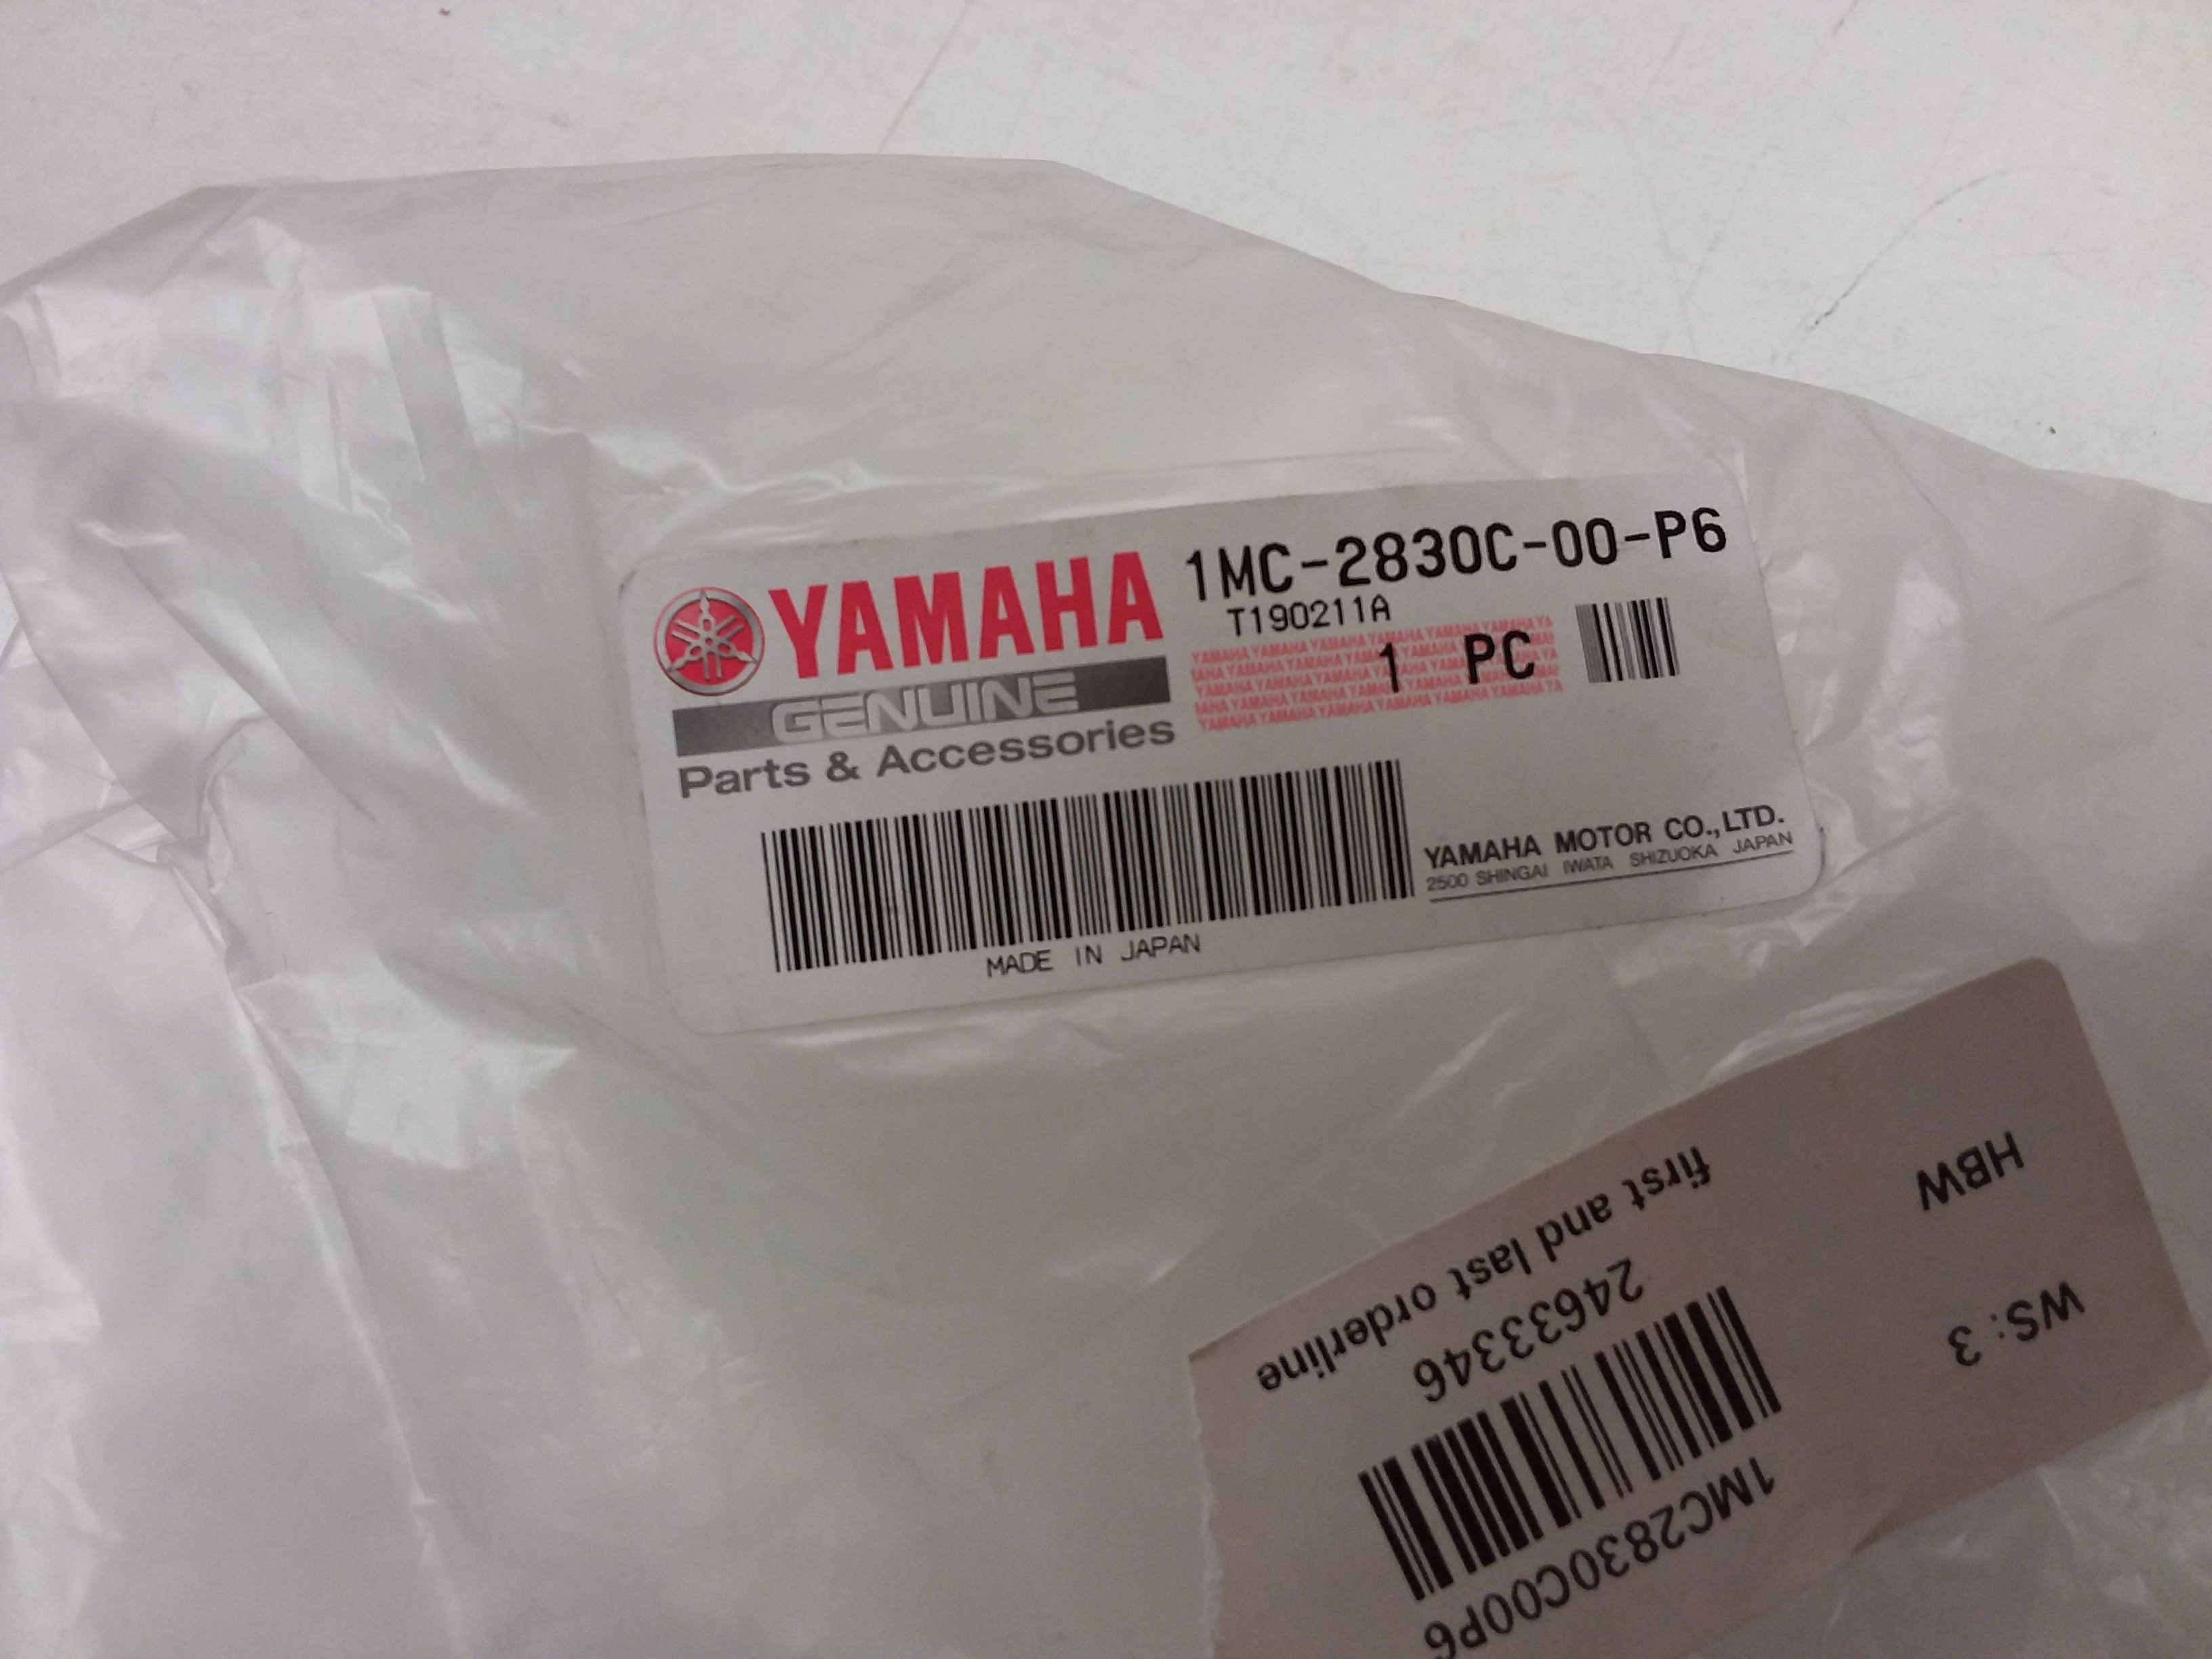 YAMAHA
GENUINE
Parts & Accessories
1MC-2830C-00-P6
T190211A
1 PC
YAMAHA MOTOR CO.,LTD.
2500 SHINGAI IWATA SHIZUOKA JAPAN
MADE IN JAPAN
1MC2830C00P6
24633346
first and last orderline
WS: 3
HBW